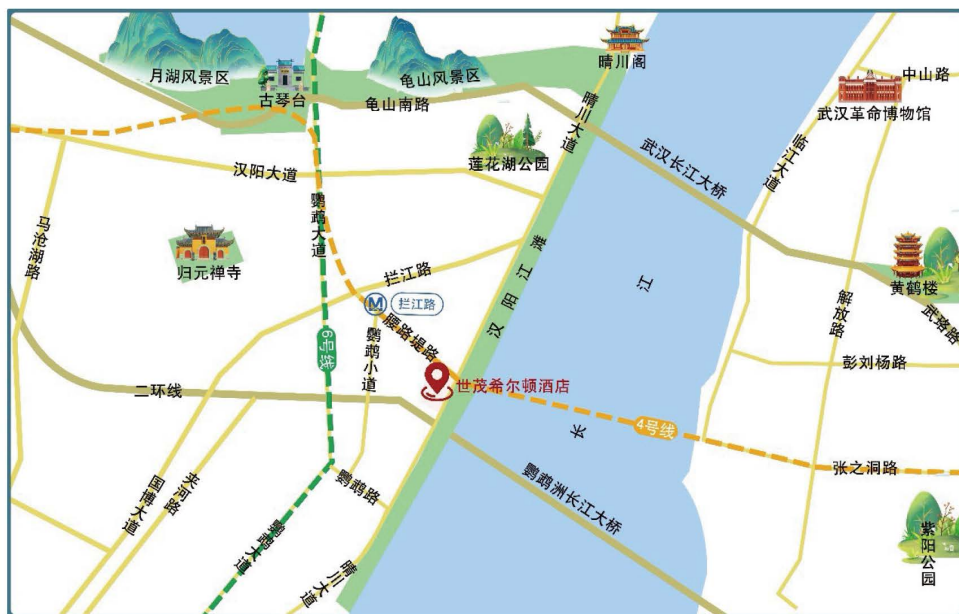 晴川阁
月湖风景区
龟山风景区
中山路
古琴台
龟山南路
晴川大道
武汉革命博物馆
临江大道
莲花湖公园
武汉长江大桥
汉阳大道
鹦鹉大道
马沧湖路
归元禅寺
拦江路
汉阳江滩
江
黄鹤楼
M 拦江路
解放路
武珞路
腰路堤路
鹦鹉小道
6号线
彭刘杨路
二环线
世茂希尔顿酒店
长
4号线
张之洞路
夹河路
国博大道
鹦鹉路
鹦鹉洲长江大桥
鹦鹉大道
晴川大道
紫阳公园